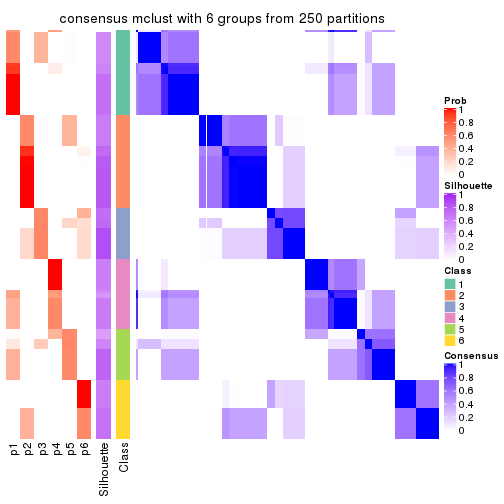 consensus mclust with 6 groups from 250 partitions
Prob
1
0.8
0.6
0.4
0.2
0
Silhouette
1
0.8
0.6
0.4
0.2
0
Class
1
2
3
4
5
6
Consensus
1
0.8
0.6
0.4
0.2
0
p1
p2
p3
p4
p5
p6
Silhouette
Class